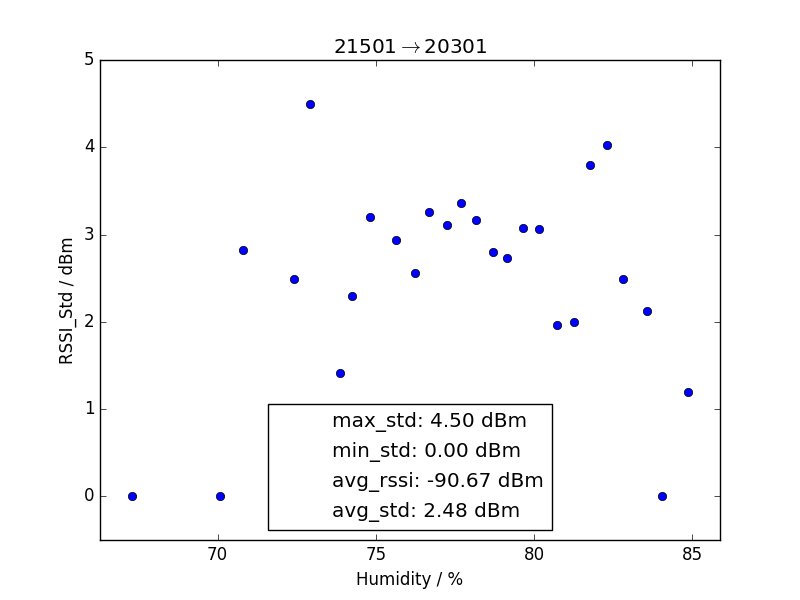 21501→20301
5
4
3
2
1
0
RSSI_Std / dBm
max_std: 4.50 dBm
min_std: 0.00 dBm
avg_rssi: -90.67 dBm
avg_std: 2.48 dBm
70 75 80 85
Humidity / %